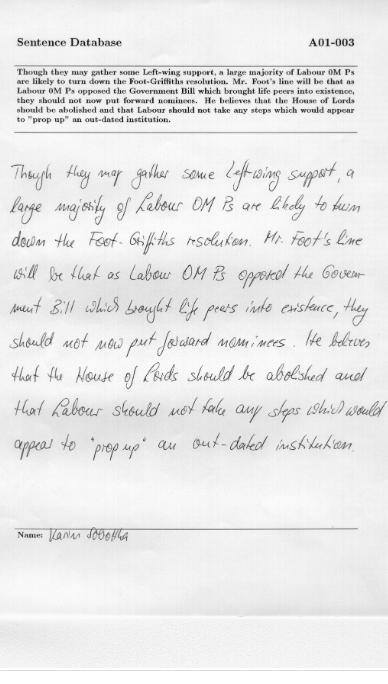 Sentence Database A01-003
Though they may gather some Left-wing support, a large majority of Labour 0M Ps
are likely to turn down the Foot-Griffiths resolution. Mr. Foot's line will be that as
Labour 0M Ps opposed the Government Bill which brought life peers into existence,
they should not now put forward nominees. He believes that the House of Lords
should be abolished and that Labour should not take any steps which would appear
to "prop up" an out-dated institution.
Though they may gather some Left-wing support, a
large majority of Labour OM Ps are likely to turn
down the Foot-Griffiths resolution. Mr. Foot's line
will be that as Labour OM Ps opposed the Govern
ment Bill which brought life peers into existence, they
should not now put forward nominees. He believes
that the House of Lords should be abolished and
that Labour should not take any steps which would
appear to "prop up" an out-dated institution.
Name: Karin